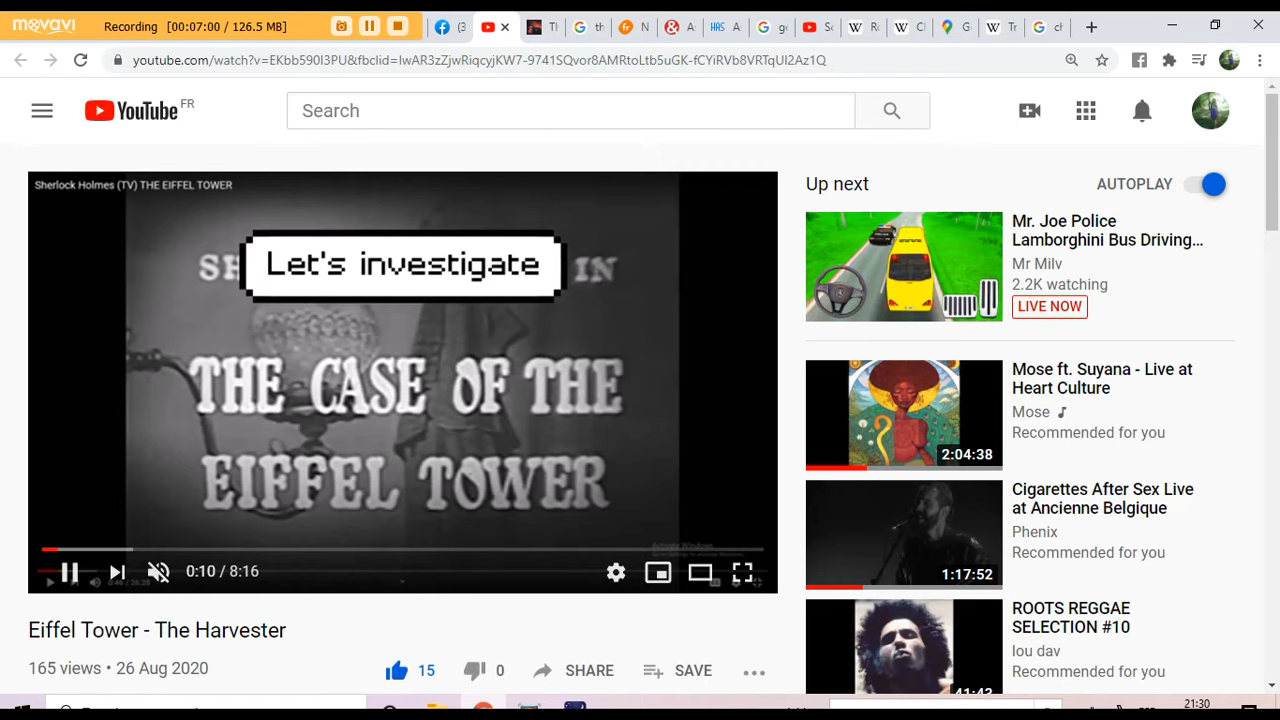 movavi Recording [00:07:00 / 126.5 MB]
youtube.com/watch?v=EKbb590I3PU&fbclid=IwAR3zZjwRiqcyjKW7-9741SQvor8AMRtoLtb5uGK-fCYiRVb8VRTqUI2Az1Q
YouTube FR
Search
Sherlock Holmes (TV) THE EIFFEL TOWER
Let's investigate
IN
THE CASE OF THE
EIFFEL TOWER
0:10 / 8:16
Eiffel Tower - The Harvester
165 views • 26 Aug 2020
15
0
SHARE
SAVE
Up next
AUTOPLAY
Mr. Joe Police
Lamborghini Bus Driving...
Mr Milv
2.2K watching
LIVE NOW
Mose ft. Suyana - Live at
Heart Culture
Mose
Recommended for you
2:04:38
Cigarettes After Sex Live
at Ancienne Belgique
Phenix
Recommended for you
1:17:52
ROOTS REGGAE
SELECTION #10
lou dav
Recommended for you
41:43
21:30